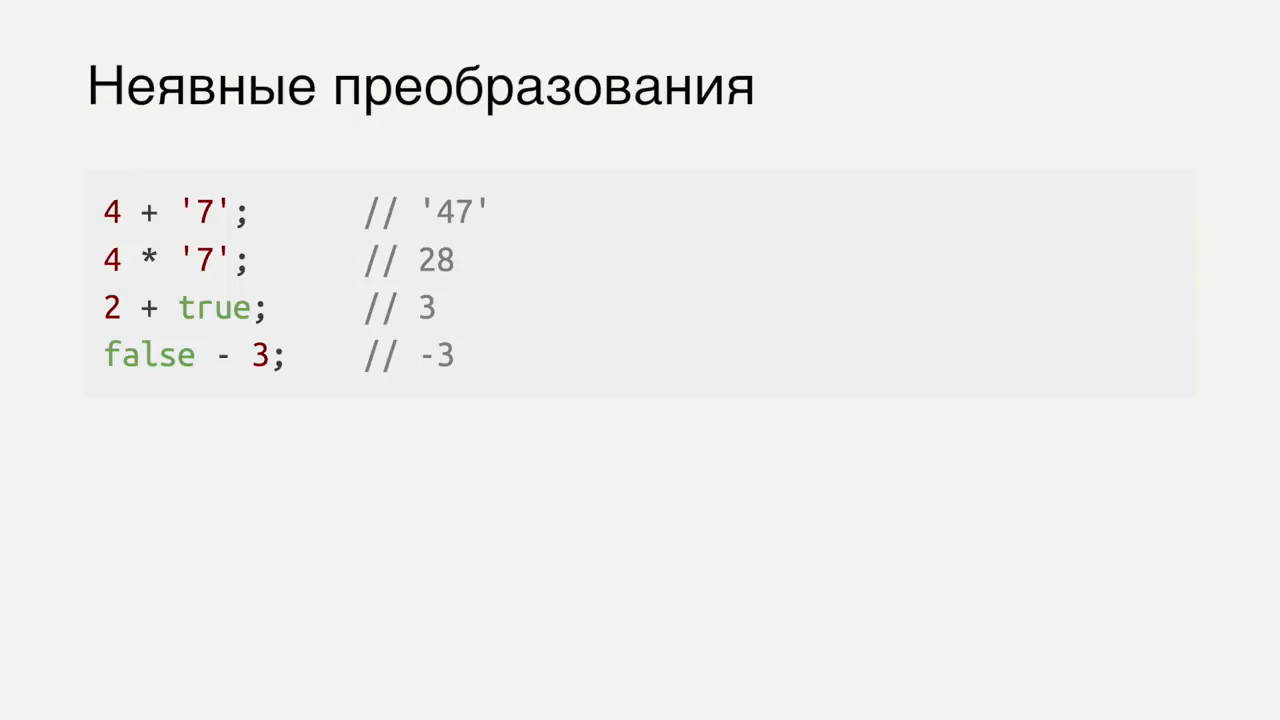 Неявные преобразования
4 + '7';      // '47'
4 * '7';      // 28
2 + true;     // 3
false - 3;    // -3